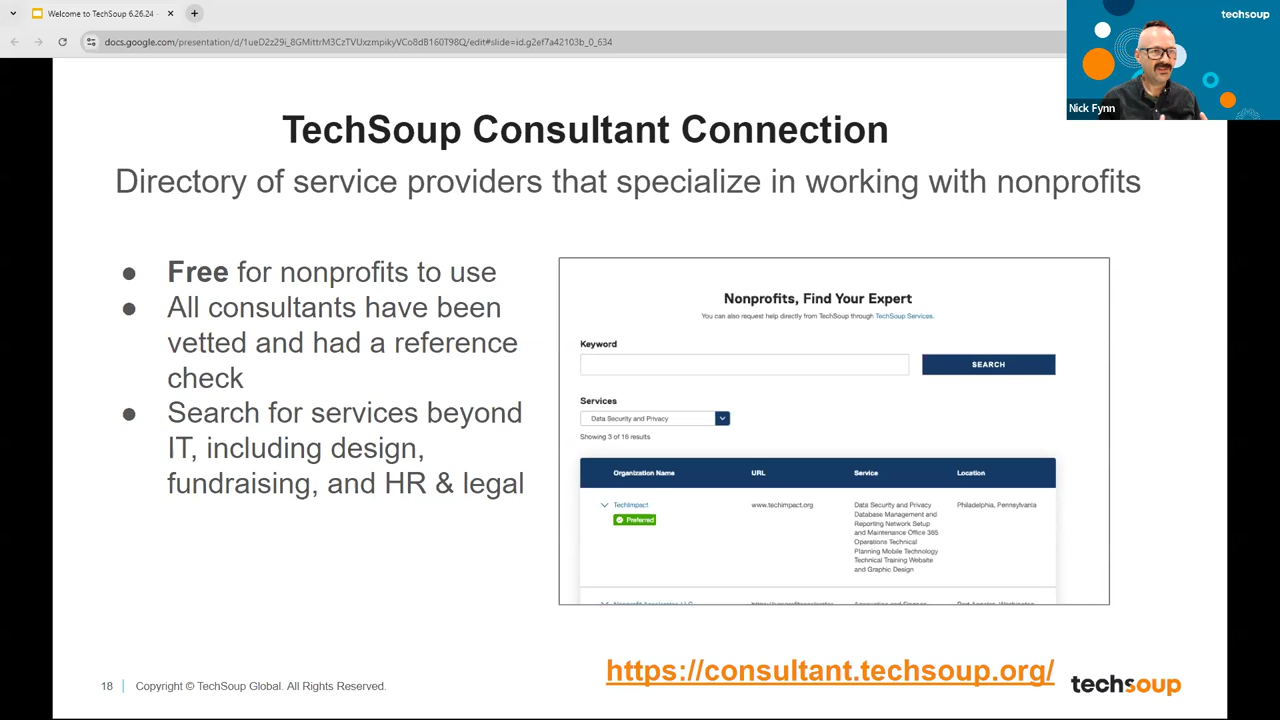 Welcome to TechSoup 6.26.24 -
docs.google.com/presentation/d/1ueD2z29i_8GMittrM3CzTVUxzmpikyVCo8dB160T98Q/edit#slide=id.g2ef7a42103b_0_634
techsoup
Nick Fynn
TechSoup Consultant Connection
Directory of service providers that specialize in working with nonprofits
● Free for nonprofits to use
● All consultants have been
vetted and had a reference
check
● Search for services beyond
IT, including design,
fundraising, and HR & legal
Nonprofits, Find Your Expert
You can also request help directly from TechSoup through TechSoup Services.
Keyword
SEARCH
Services
Data Security and Privacy
Showing 3 of 16 results
Organization Name URL Service Location
TechImpact www.techimpact.org Data Security and Privacy Philadelphia, Pennsylvania
Preferred
Database Management and
Reporting Network Setup
and Maintenance Office 365
Operations Technical
Planning Mobile Technology
Technical Training Website
and Graphic Design
https://consultant.techsoup.org/
18 Copyright © TechSoup Global. All Rights Reserved.
techsoup